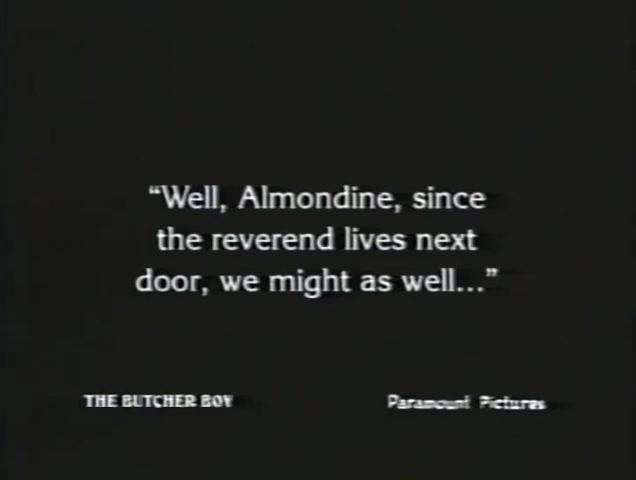 “Well, Almondine, since
the reverend lives next
door, we might as well...”
THE BUTCHER BOY Paramount Pictures